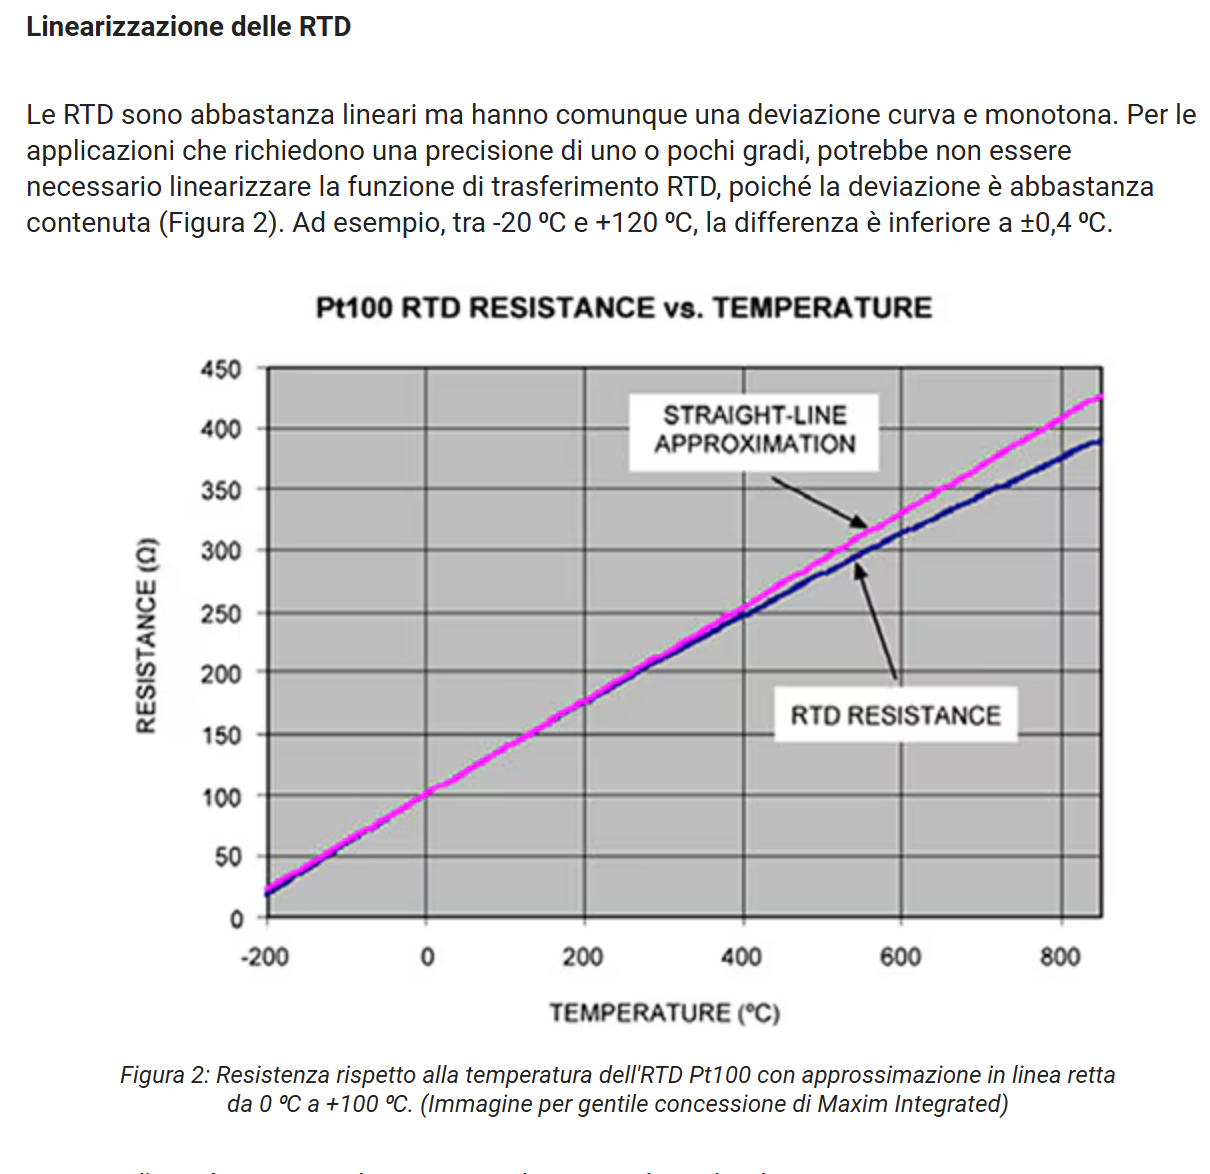 Linearizzazione delle RTD
Le RTD sono abbastanza lineari ma hanno comunque una deviazione curva e monotona. Per le
applicazioni che richiedono una precisione di uno o pochi gradi, potrebbe non essere
necessario linearizzare la funzione di trasferimento RTD, poiché la deviazione è abbastanza
contenuta (Figura 2). Ad esempio, tra -20 ºC e +120 ºC, la differenza è inferiore a ±0,4 ºC.
Pt100 RTD RESISTANCE vs. TEMPERATURE
450
400
350
300
250
200
150
100
50
0
RESISTANCE (Ω)
STRAIGHT-LINE
APPROXIMATION
RTD RESISTANCE
-200 0 200 400 600 800
TEMPERATURE (ºC)
Figura 2: Resistenza rispetto alla temperatura dell'RTD Pt100 con approssimazione in linea retta
da 0 ºC a +100 ºC. (Immagine per gentile concessione di Maxim Integrated)